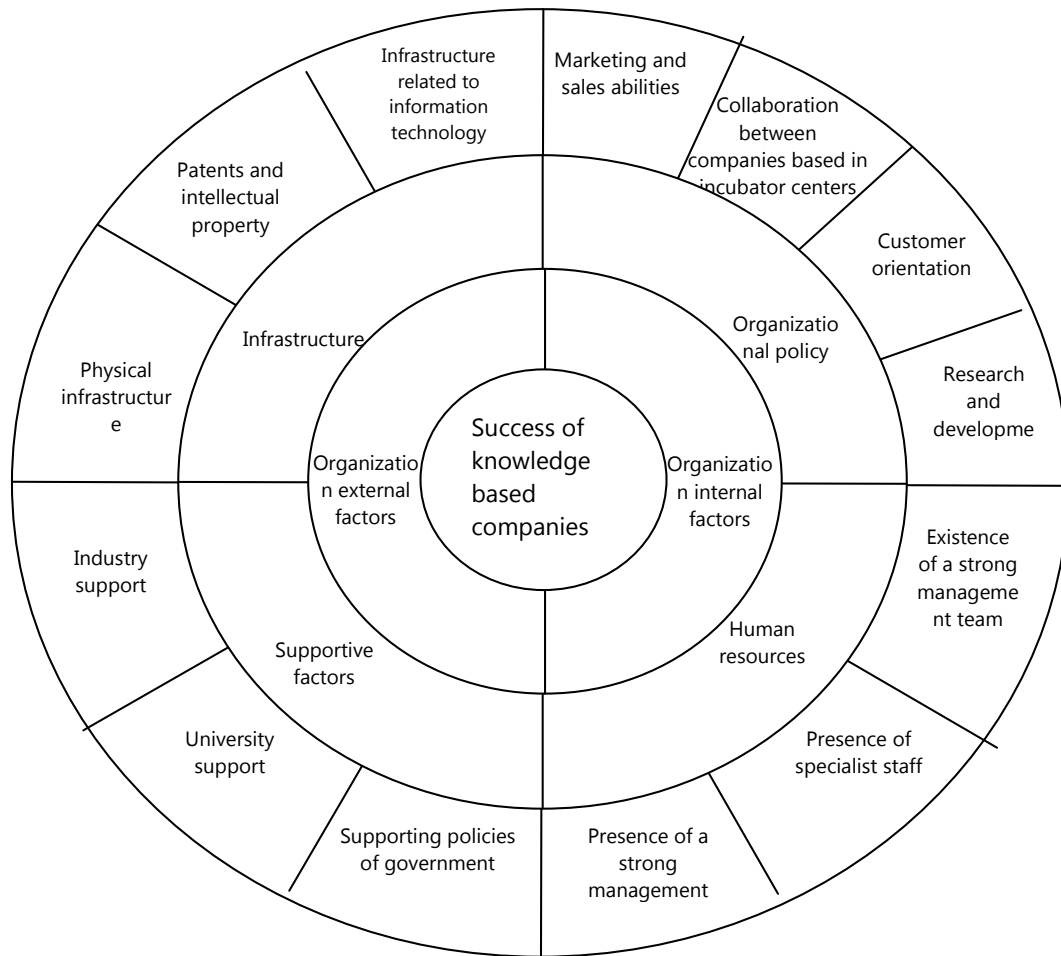 Infrastructure
related to
information
technology
Marketing and
sales abilities
Collaboration
between
companies based in
incubator centers
Patents and
intellectual
property
Customer
orientation
Infrastructure
Organizatio
nal policy
Physical
infrastructur
e
Research
and
developme
Success of
knowledge
based
companies
Organizatio
n external
factors
Organizatio
n internal
factors
Industry
support
Existence
of a strong
manageme
nt team
Supportive
factors
Human
resources
University
support
Presence of
specialist staff
Supporting policies
of government
Presence of a
strong
management